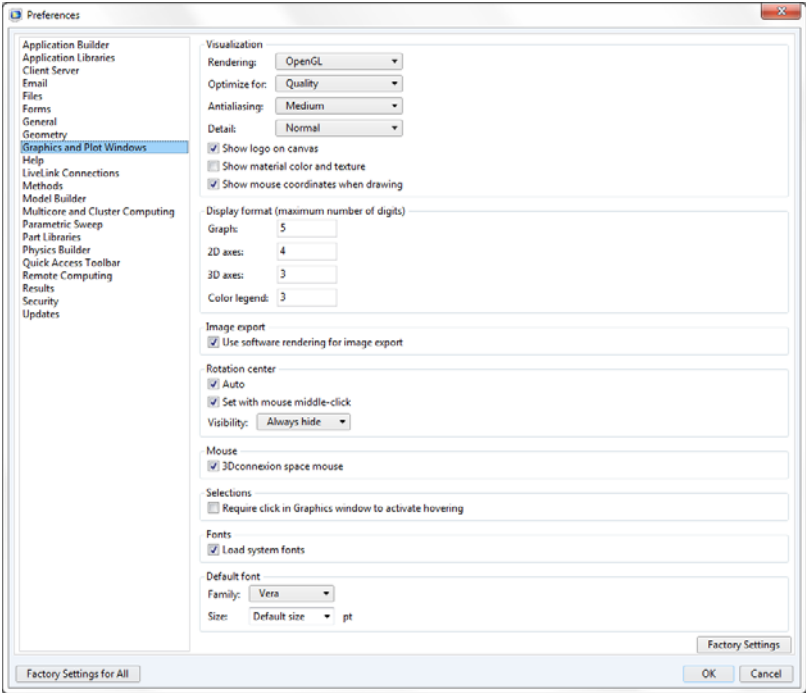 Preferences
Application Builder
Application Libraries
Client Server
Email
Files
Forms
General
Geometry
Graphics and Plot Windows
Help
LiveLink Connections
Methods
Model Builder
Multicore and Cluster Computing
Parametric Sweep
Part Libraries
Physics Builder
Quick Access Toolbar
Remote Computing
Results
Security
Updates
Visualization
Rendering: OpenGL
Optimize for: Quality
Antialiasing: Medium
Detail: Normal
Show logo on canvas
Show material color and texture
Show mouse coordinates when drawing
Display format (maximum number of digits)
Graph: 5
2D axes: 4
3D axes: 3
Color legend: 3
Image export
Use software rendering for image export
Rotation center
Auto
Set with mouse middle-click
Visibility: Always hide
Mouse
3Dconnexion space mouse
Selections
Require click in Graphics window to activate hovering
Fonts
Load system fonts
Default font
Family: Vera
Size: Default size pt
Factory Settings
Factory Settings for All OK Cancel